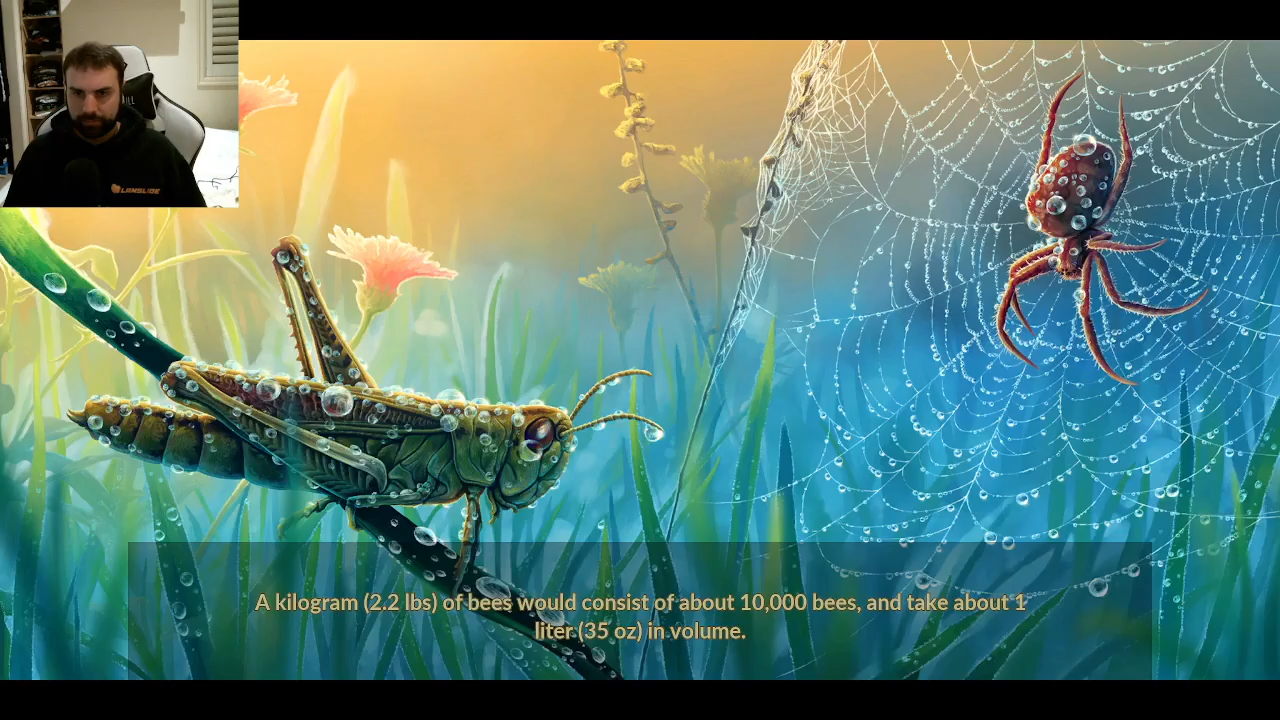 LANSLIDE
A kilogram (2.2 lbs) of bees would consist of about 10,000 bees, and take about 1
liter (35 oz) in volume.